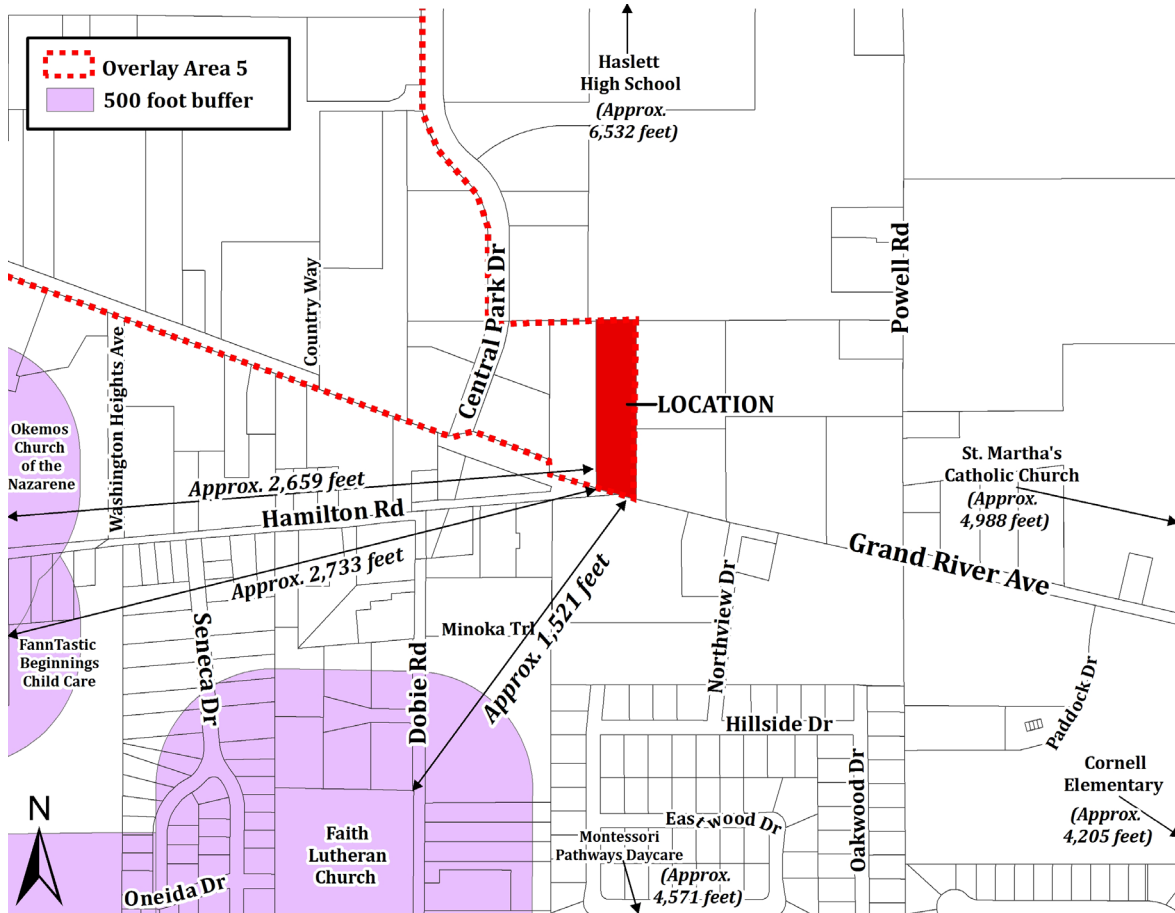 Overlay Area 5
500 foot buffer
Haslett
High School
(Approx.
6,532 feet)
Powell Rd
Country Way
Central Park Dr
Washington Heights Ave
LOCATION
Okemos
Church
of the
Nazarene
St. Martha's
Catholic Church
(Approx.
4,988 feet)
Approx. 2,659 feet
Hamilton Rd
Approx. 2,733 feet
Grand River Ave
Approx. 1,521 feet
Northview Dr
Minoka Trl
Seneca Dr
FannTastic
Beginnings
Child Care
Dobie Rd
Paddock Dr
Hillside Dr
Oakwood Dr
Cornell
Elementary
(Approx.
4,205 feet)
Eastwood Dr
Montessori
Pathways Daycare
(Approx.
4,571 feet)
Faith
Lutheran
Church
Oneida Dr
N